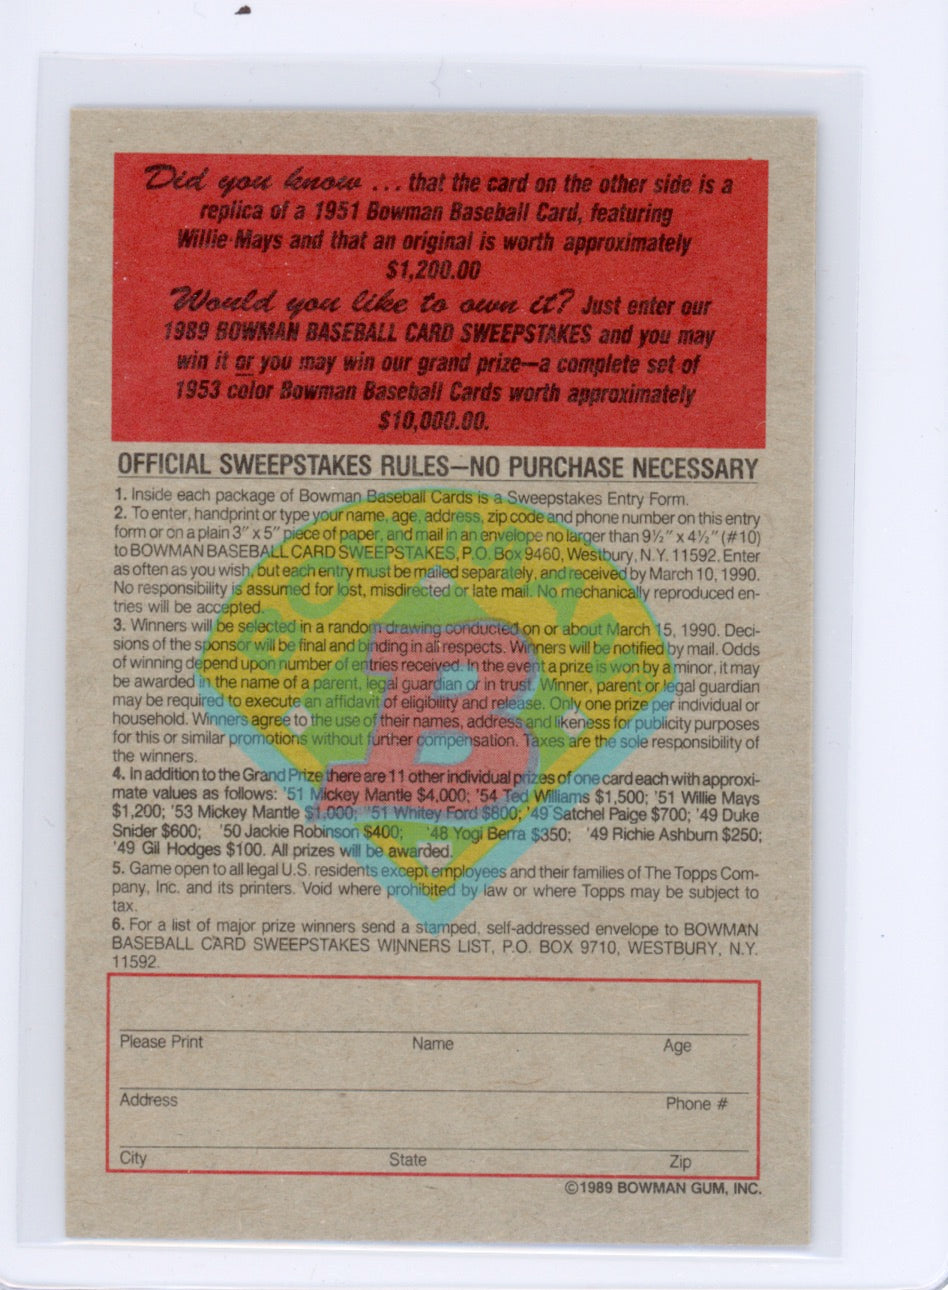 Did you know ... that the card on the other side is a
replica of a 1951 Bowman Baseball Card, featuring
Willie Mays and that an original is worth approximately
$1,200.00
Would you like to own it? Just enter our
1989 BOWMAN BASEBALL CARD SWEEPSTAKES and you may
win it or you may win our grand prize—a complete set of
1953 color Bowman Baseball Cards worth approximately
$10,000.00.
OFFICIAL SWEEPSTAKES RULES—NO PURCHASE NECESSARY
1. Inside each package of Bowman Baseball Cards is a Sweepstakes Entry Form.
2. To enter, handprint or type your name, age, address, zip code and phone number on this entry
form or on a plain 3″ x 5″ piece of paper, and mail in an envelope no larger than 9½″ x 4½″ (#10)
to BOWMAN BASEBALL CARD SWEEPSTAKES, P.O. Box 9460, Westbury, N.Y. 11592. Enter
as often as you wish, but each entry must be mailed separately, and received by March 10, 1990.
No responsibility is assumed for lost, misdirected or late mail. No mechanically reproduced en-
tries will be accepted.
3. Winners will be selected in a random drawing conducted on or about March 15, 1990. Deci-
sions of the sponsor will be final and binding in all respects. Winners will be notified by mail. Odds
of winning depend upon number of entries received. In the event a prize is won by a minor, it may
be awarded in the name of a parent, legal guardian or in trust. Winner, parent or legal guardian
may be required to execute an affidavit of eligibility and release. Only one prize per individual or
household. Winners agree to the use of their names, address and likeness for publicity purposes
for this or similar promotions without further compensation. Taxes are the sole responsibility of
the winners.
4. In addition to the Grand Prize there are 11 other individual prizes of one card each with approxi-
mate values as follows: '51 Mickey Mantle $4,000; '54 Ted Williams $1,500; '51 Willie Mays
$1,200; '53 Mickey Mantle $1,000; '51 Whitey Ford $800; '49 Satchel Paige $700; '49 Duke
Snider $600; '50 Jackie Robinson $400; '48 Yogi Berra $350; '49 Richie Ashburn $250;
'49 Gil Hodges $100. All prizes will be awarded.
5. Game open to all legal U.S. residents except employees and their families of The Topps Com-
pany, Inc. and its printers. Void where prohibited by law or where Topps may be subject to
tax.
6. For a list of major prize winners send a stamped, self-addressed envelope to BOWMAN
BASEBALL CARD SWEEPSTAKES WINNERS LIST, P.O. BOX 9710, WESTBURY, N.Y.
11592.
B
Please Print Name Age
Address Phone #
City State Zip
©1989 BOWMAN GUM, INC.